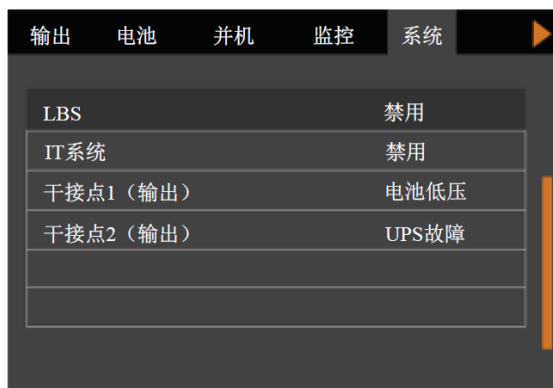 输出 电池 并机 监控 系统
LBS 禁用
IT系统 禁用
干接点1（输出） 电池低压
干接点2（输出） UPS故障